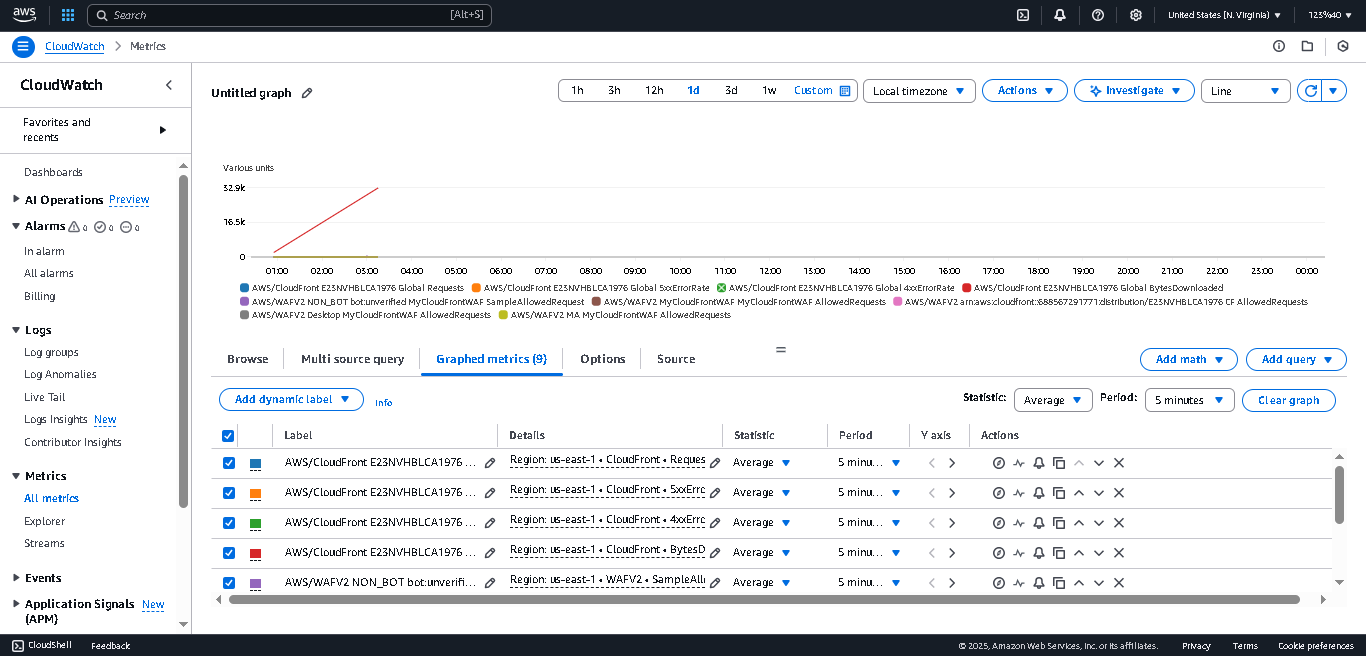 aws Search [Alt+S] United States (N. Virginia) 123%40
CloudWatch > Metrics
CloudWatch
Favorites and
recents
Dashboards
AI Operations Preview
Alarms 0 0 0
In alarm
All alarms
Billing
Logs
Log groups
Log Anomalies
Live Tail
Logs Insights New
Contributor Insights
Metrics
All metrics
Explorer
Streams
Events
Application Signals New
(APM)
Untitled graph
1h 3h 12h 1d 3d 1w Custom Local timezone Actions Investigate Line
Various units
32.9k
16.5k
0
01:00 02:00 03:00 04:00 05:00 06:00 07:00 08:00 09:00 10:00 11:00 12:00 13:00 14:00 15:00 16:00 17:00 18:00 19:00 20:00 21:00 22:00 23:00 00:00
AWS/CloudFront E23NVHBLCA1976 Global Requests AWS/CloudFront E23NVHBLCA1976 Global 5xxErrorRate AWS/CloudFront E23NVHBLCA1976 Global 4xxErrorRate AWS/CloudFront E23NVHBLCA1976 Global BytesDownloaded
AWS/WAFV2 NON_BOT bot:unverified MyCloudFrontWAF SampleAllowedRequest AWS/WAFV2 MyCloudFrontWAF MyCloudFrontWAF AllowedRequests AWS/WAFV2 arn:aws:cloudfront:688567291771:distribution/E23NVHBLCA1976 CF AllowedRequests
AWS/WAFV2 Desktop MyCloudFrontWAF AllowedRequests AWS/WAFV2 MA MyCloudFrontWAF AllowedRequests
Browse Multi source query Graphed metrics (9) Options Source Add math Add query
Add dynamic label Info Statistic: Average Period: 5 minutes Clear graph
Label Details Statistic Period Y axis Actions
AWS/CloudFront E23NVHBLCA1976 ... Region: us-east-1 • CloudFront • Reques Average 5 minu...
AWS/CloudFront E23NVHBLCA1976 ... Region: us-east-1 • CloudFront • 5xxErrc Average 5 minu...
AWS/CloudFront E23NVHBLCA1976 ... Region: us-east-1 • CloudFront • 4xxErrc Average 5 minu...
AWS/CloudFront E23NVHBLCA1976 ... Region: us-east-1 • CloudFront • BytesD Average 5 minu...
AWS/WAFV2 NON_BOT bot:unverifi... Region: us-east-1 • WAFV2 • SampleAllo Average 5 minu...
CloudShell Feedback © 2025, Amazon Web Services, Inc. or its affiliates. Privacy Terms Cookie preferences